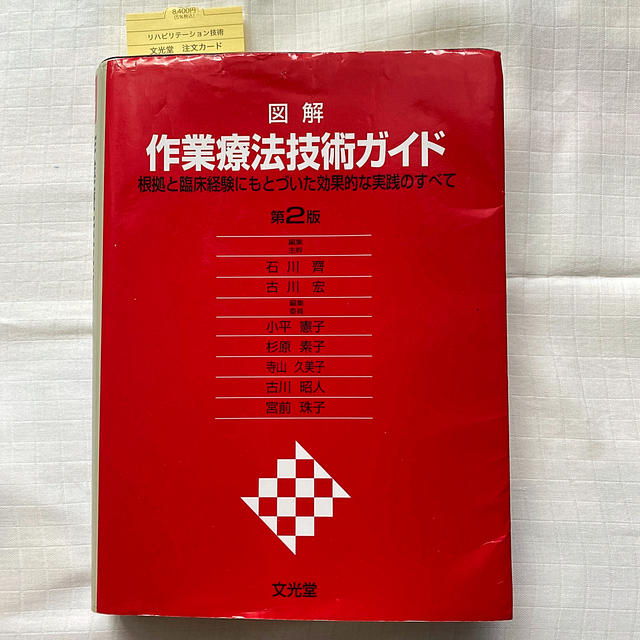 8,400円
(5%税込)
リハビリテーション技術
文光堂 注文カード
図解
作業療法技術ガイド
根拠と臨床経験にもとづいた効果的な実践のすべて
第2版
編集
主幹
石川 齊
古川 宏
編集
委員
小平 憲子
杉原 素子
寺山 久美子
古川 昭人
宮前 珠子
文光堂